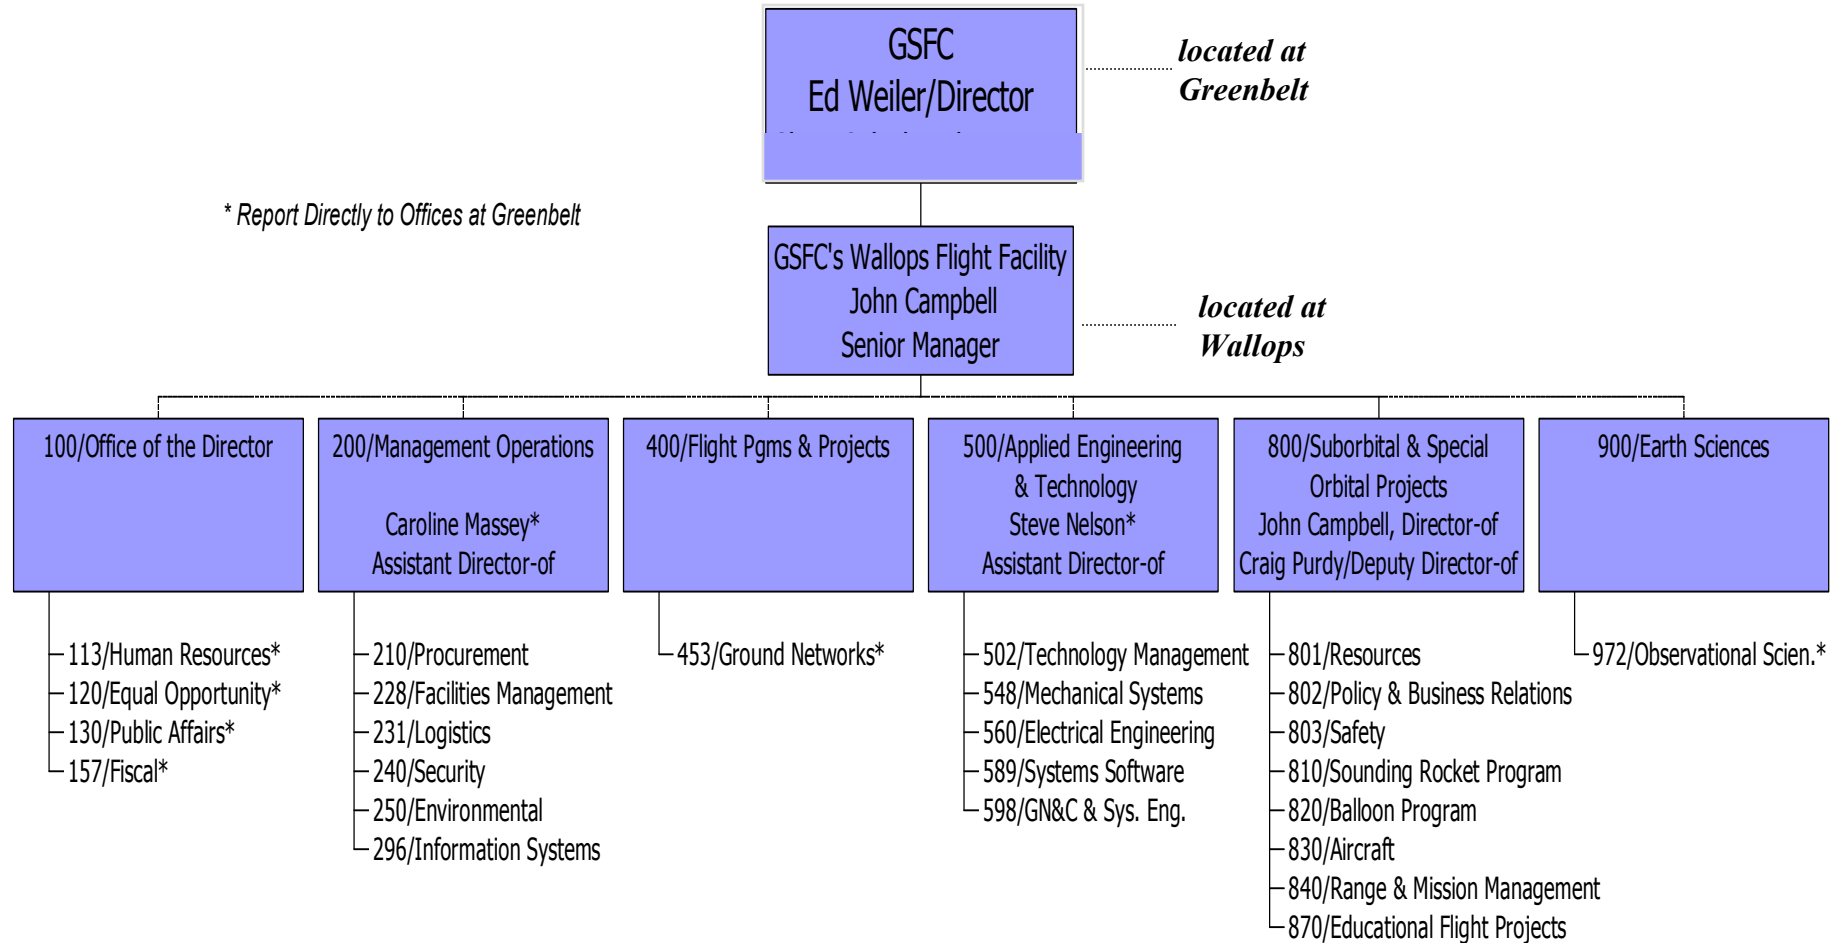 GSFC
Ed Weiler/Director
located at
Greenbelt
* Report Directly to Offices at Greenbelt
GSFC's Wallops Flight Facility
John Campbell
Senior Manager
located at
Wallops
100/Office of the Director
200/Management Operations
Caroline Massey*
Assistant Director-of
400/Flight Pgms & Projects
500/Applied Engineering
& Technology
Steve Nelson*
Assistant Director-of
800/Suborbital & Special
Orbital Projects
John Campbell, Director-of
Craig Purdy/Deputy Director-of
900/Earth Sciences
113/Human Resources*
120/Equal Opportunity*
130/Public Affairs*
157/Fiscal*
210/Procurement
228/Facilities Management
231/Logistics
240/Security
250/Environmental
296/Information Systems
453/Ground Networks*
502/Technology Management
548/Mechanical Systems
560/Electrical Engineering
589/Systems Software
598/GN&C & Sys. Eng.
801/Resources
802/Policy & Business Relations
803/Safety
810/Sounding Rocket Program
820/Balloon Program
830/Aircraft
840/Range & Mission Management
870/Educational Flight Projects
972/Observational Scien.*